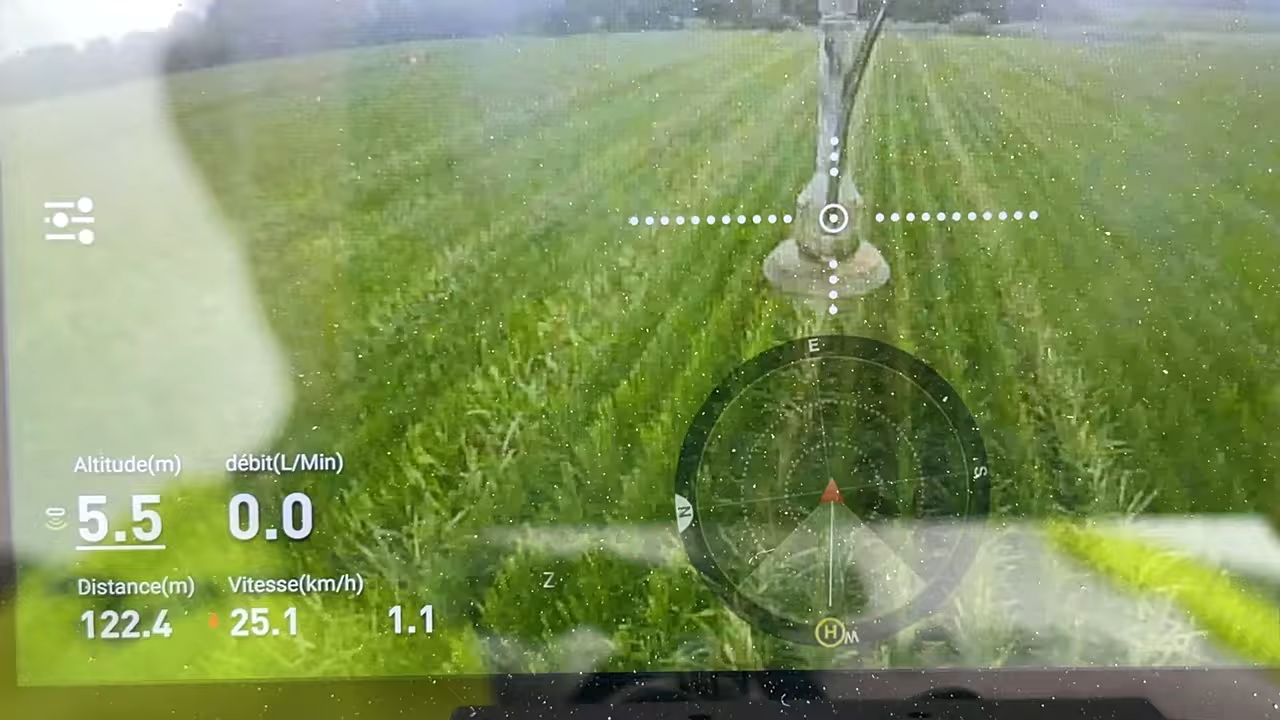 E
S
N
Altitude(m) débit(L/Min)
5.5 0.0
Distance(m) Vitesse(km/h)
122.4 25.1 1.1
Z
H